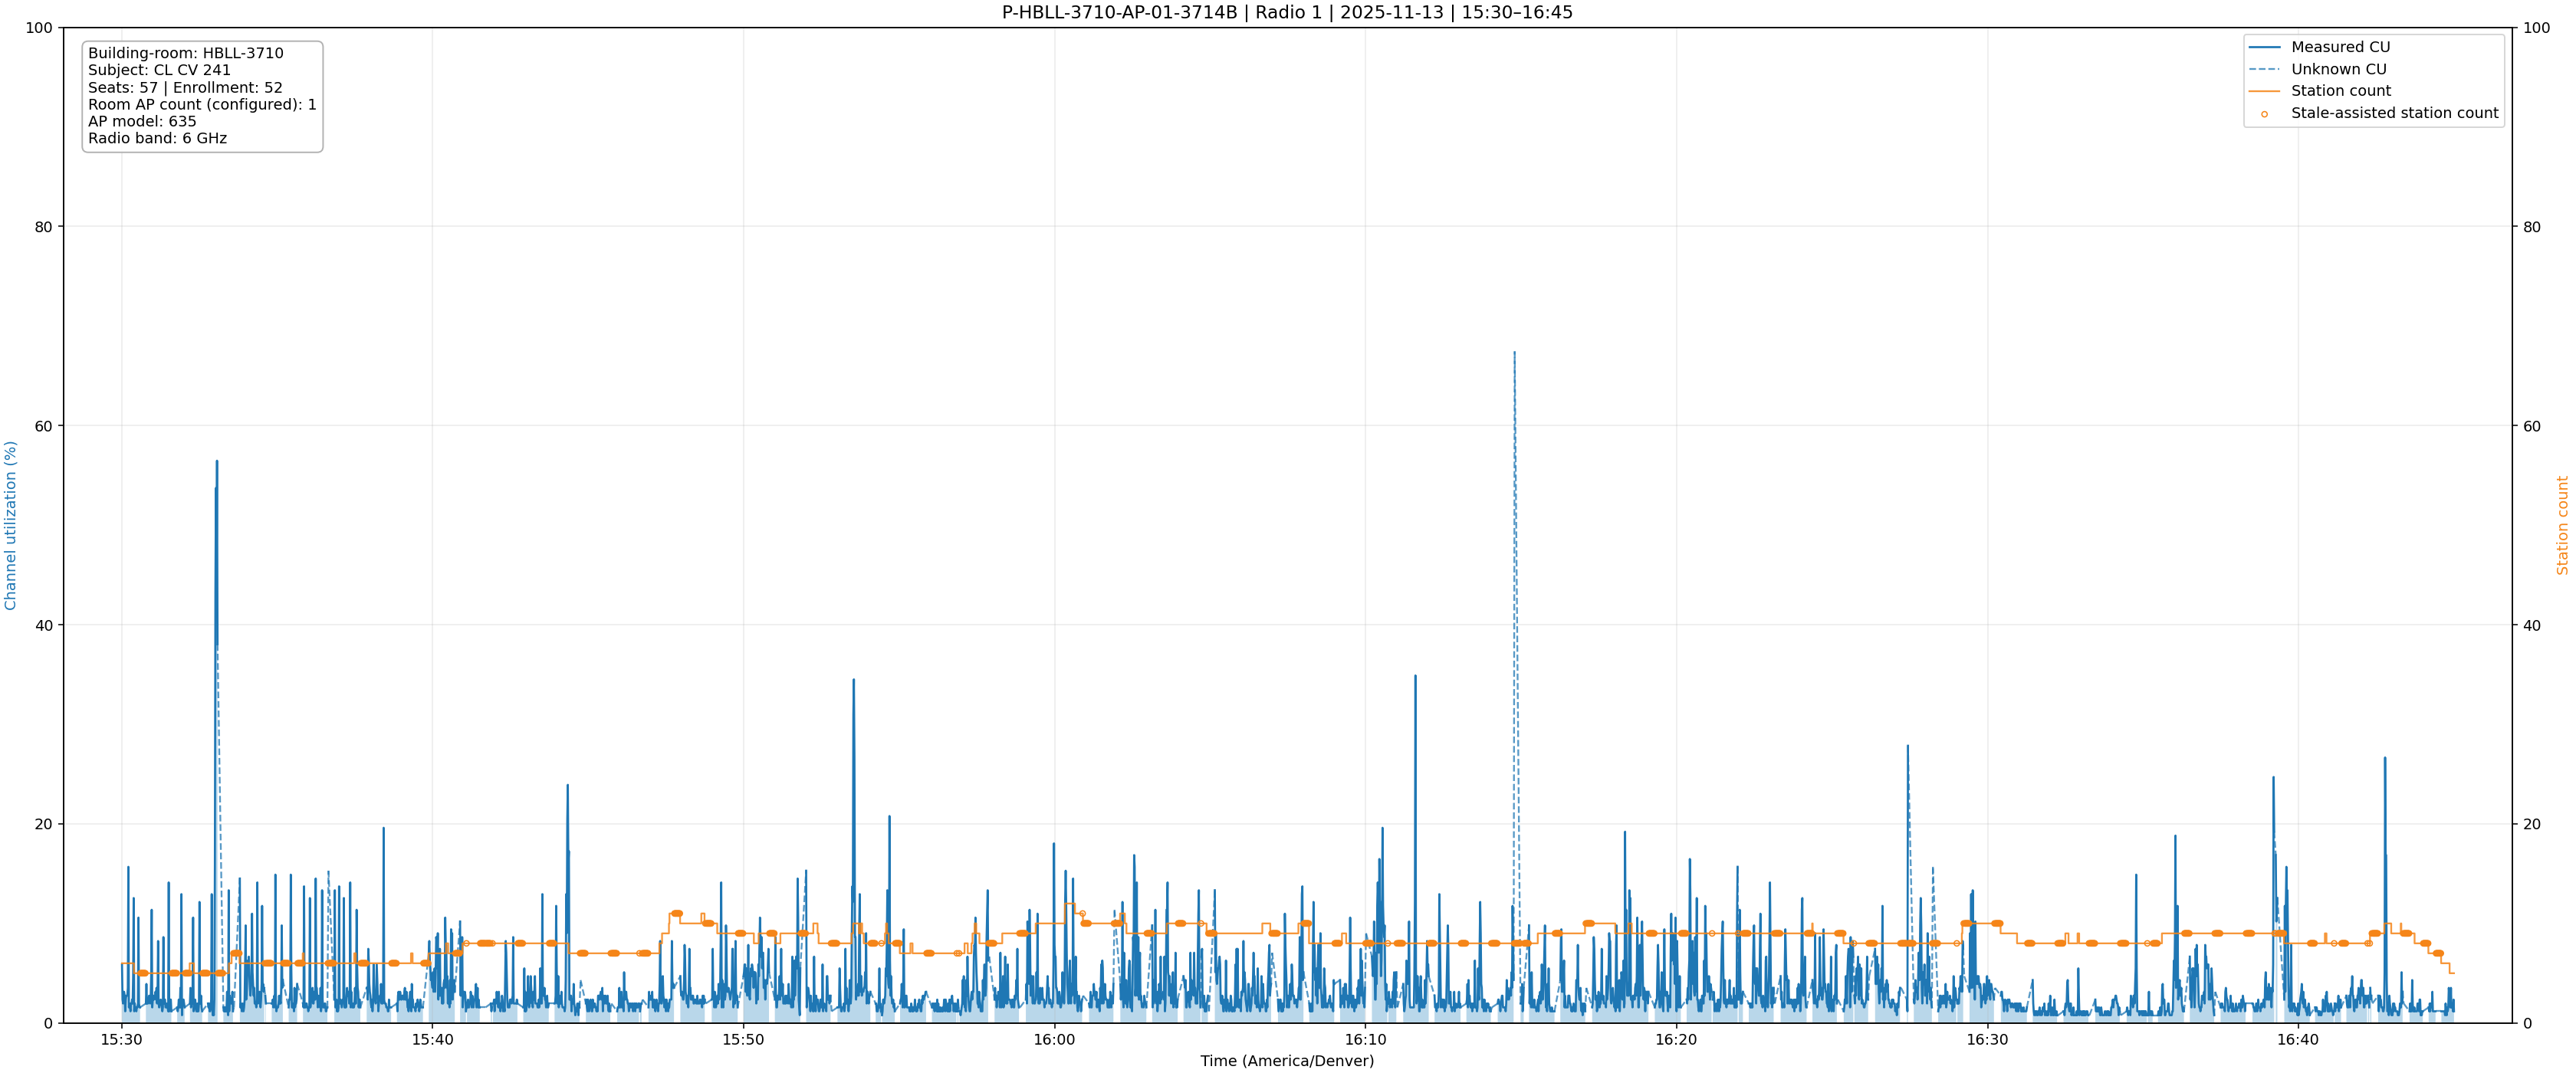 P-HBLL-3710-AP-01-3714B | Radio 1 | 2025-11-13 | 15:30–16:45
Building-room: HBLL-3710
Subject: CL CV 241
Seats: 57 | Enrollment: 52
Room AP count (configured): 1
AP model: 635
Radio band: 6 GHz
Measured CU
Unknown CU
Station count
Stale-assisted station count
Channel utilization (%)
100
80
60
40
20
0
100
80
60
40
20
0
Station count
15:30
15:40
15:50
16:00
16:10
16:20
16:30
16:40
Time (America/Denver)